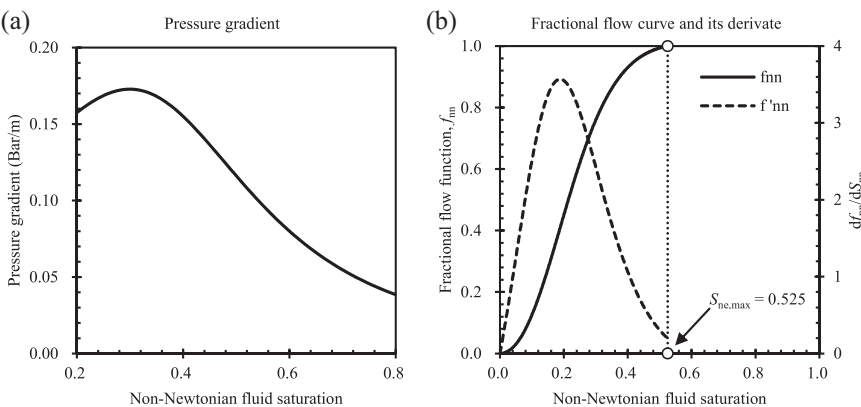 (a)
Pressure gradient
Pressure gradient (Bar/m)
0.20
0.15
0.10
0.05
0.00
0.2 0.4 0.6 0.8
Non-Newtonian fluid saturation
(b)
Fractional flow curve and its derivate
Fractional flow function, fnn
1.0
0.8
0.6
0.4
0.2
0.0
fnn
f'nn
Sne,max = 0.525
4
3
2
1
0
dfnn/dSnn
0.0 0.2 0.4 0.6 0.8 1.0
Non-Newtonian fluid saturation